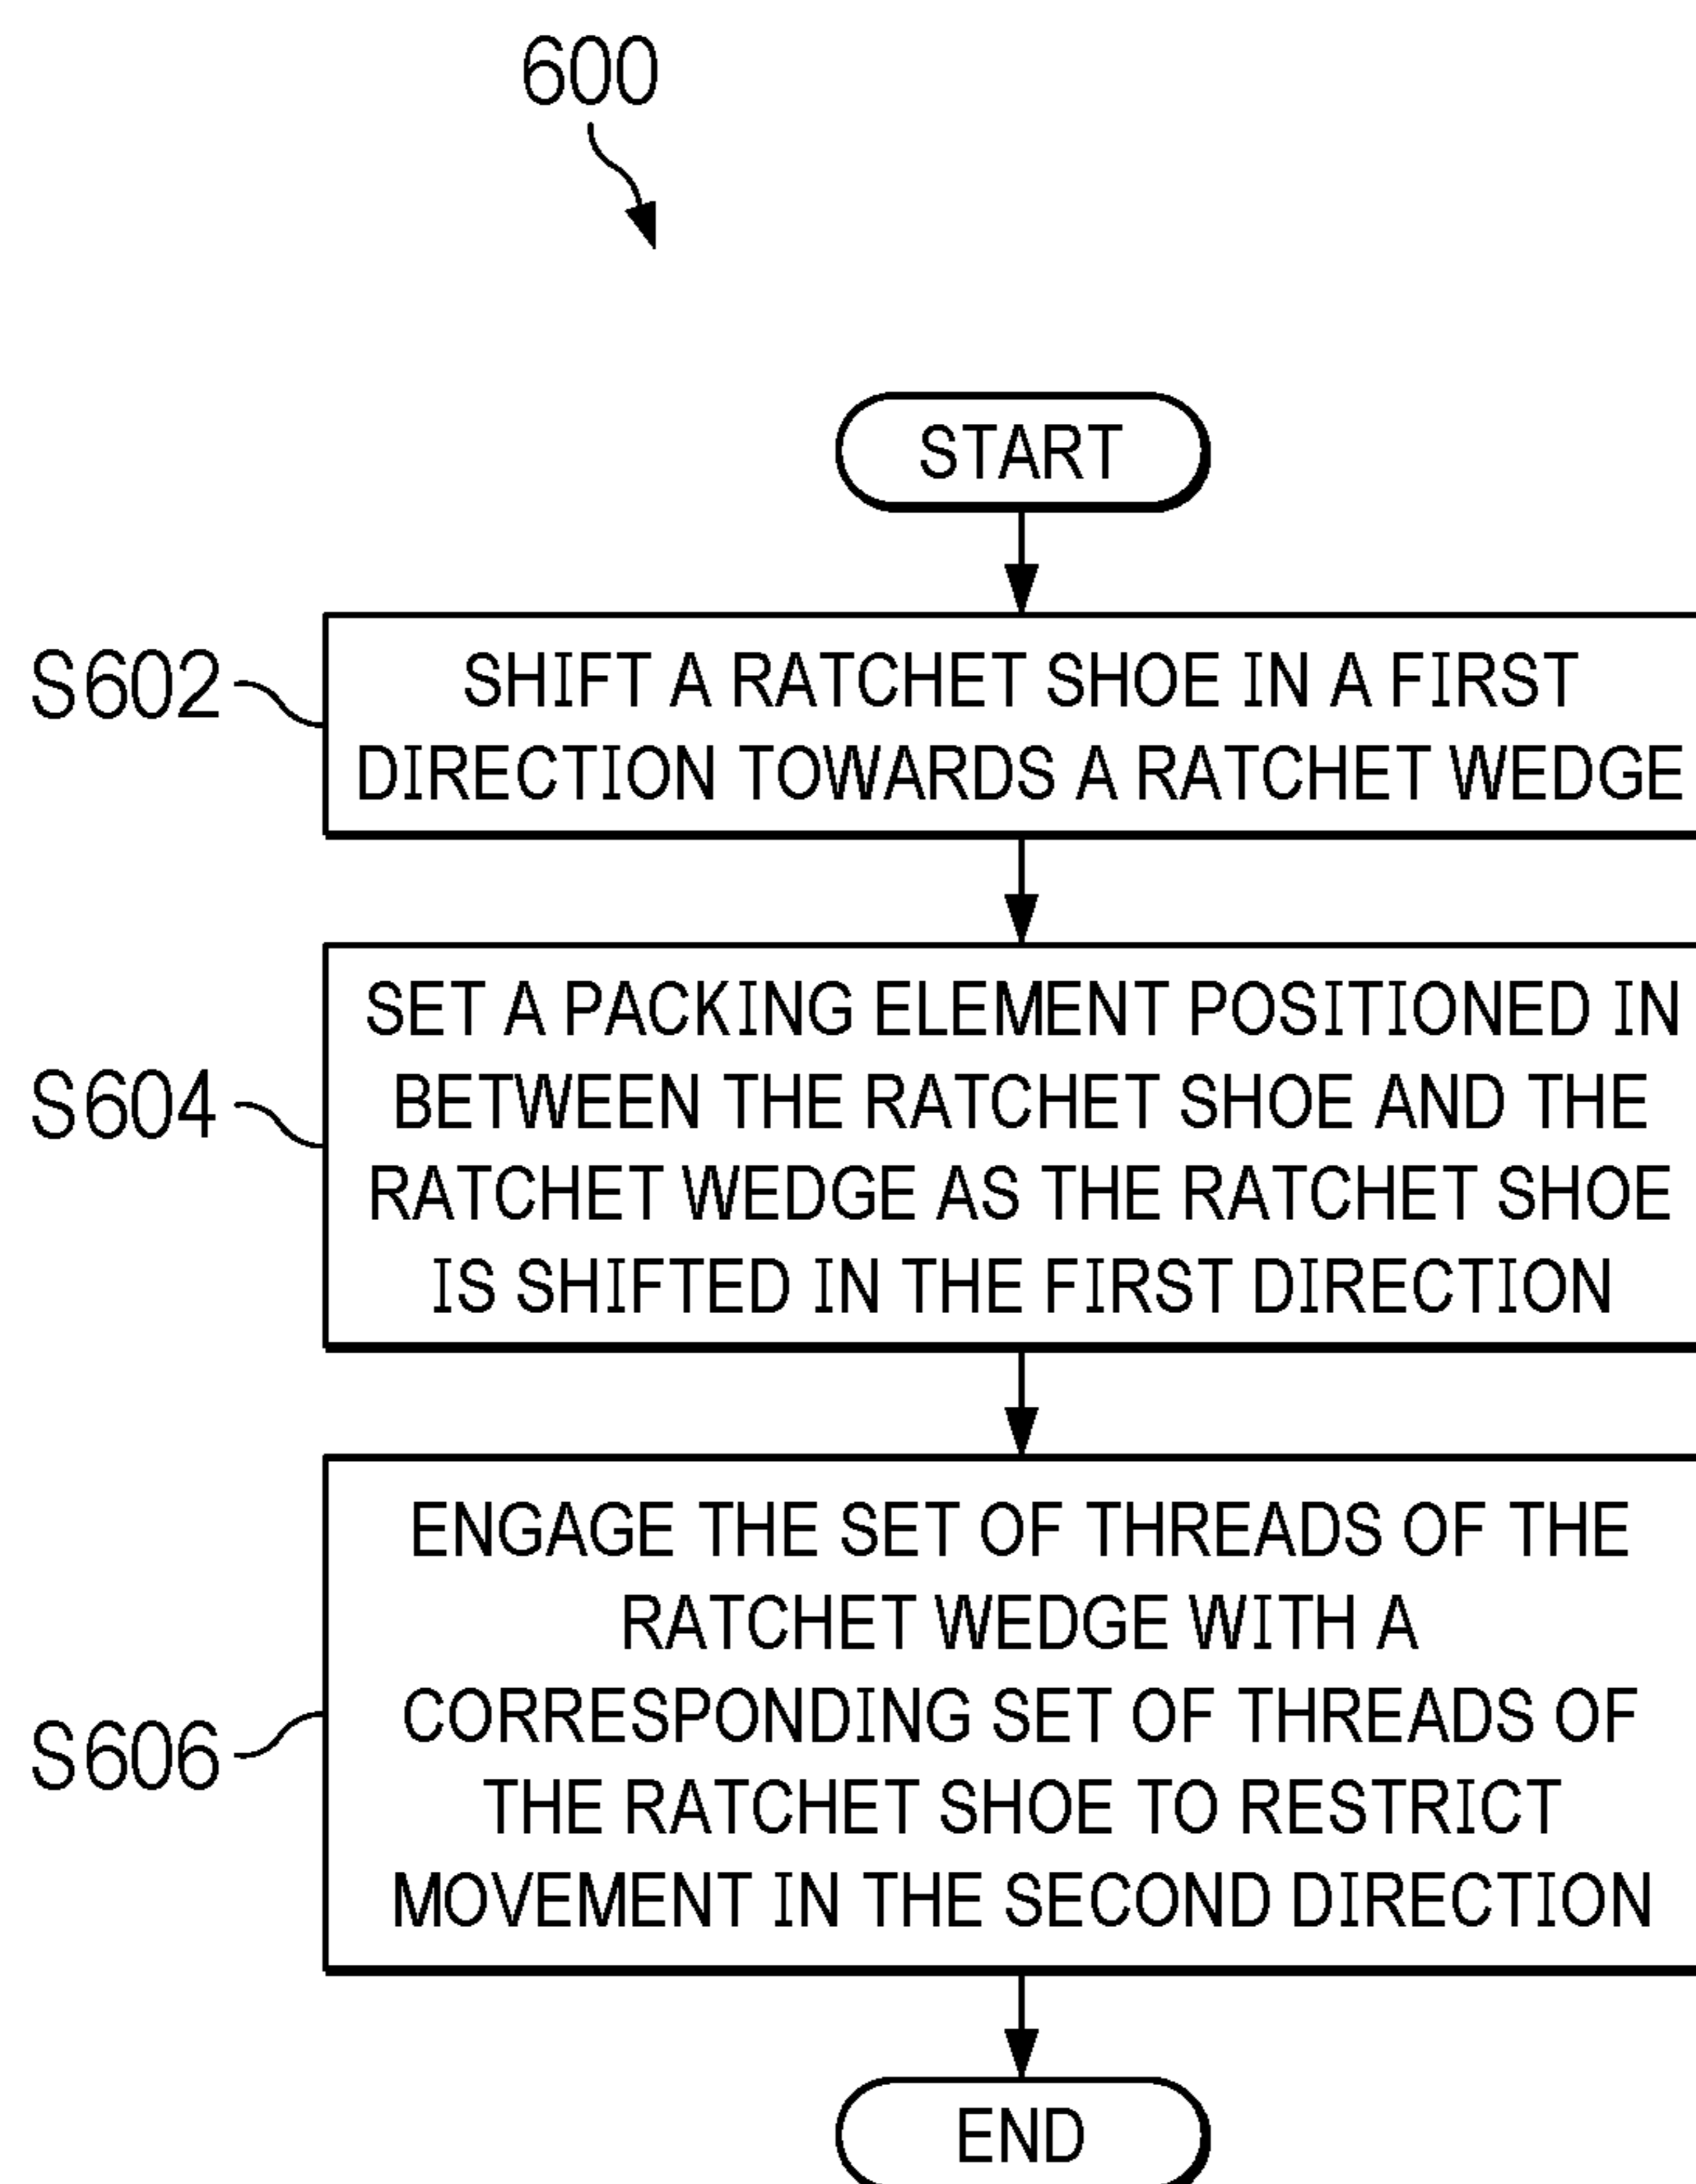 600
START
S602
SHIFT A RATCHET SHOE IN A FIRST
DIRECTION TOWARDS A RATCHET WEDGE
S604
SET A PACKING ELEMENT POSITIONED IN
BETWEEN THE RATCHET SHOE AND THE
RATCHET WEDGE AS THE RATCHET SHOE
IS SHIFTED IN THE FIRST DIRECTION
S606
ENGAGE THE SET OF THREADS OF THE
RATCHET WEDGE WITH A
CORRESPONDING SET OF THREADS OF
THE RATCHET SHOE TO RESTRICT
MOVEMENT IN THE SECOND DIRECTION
END